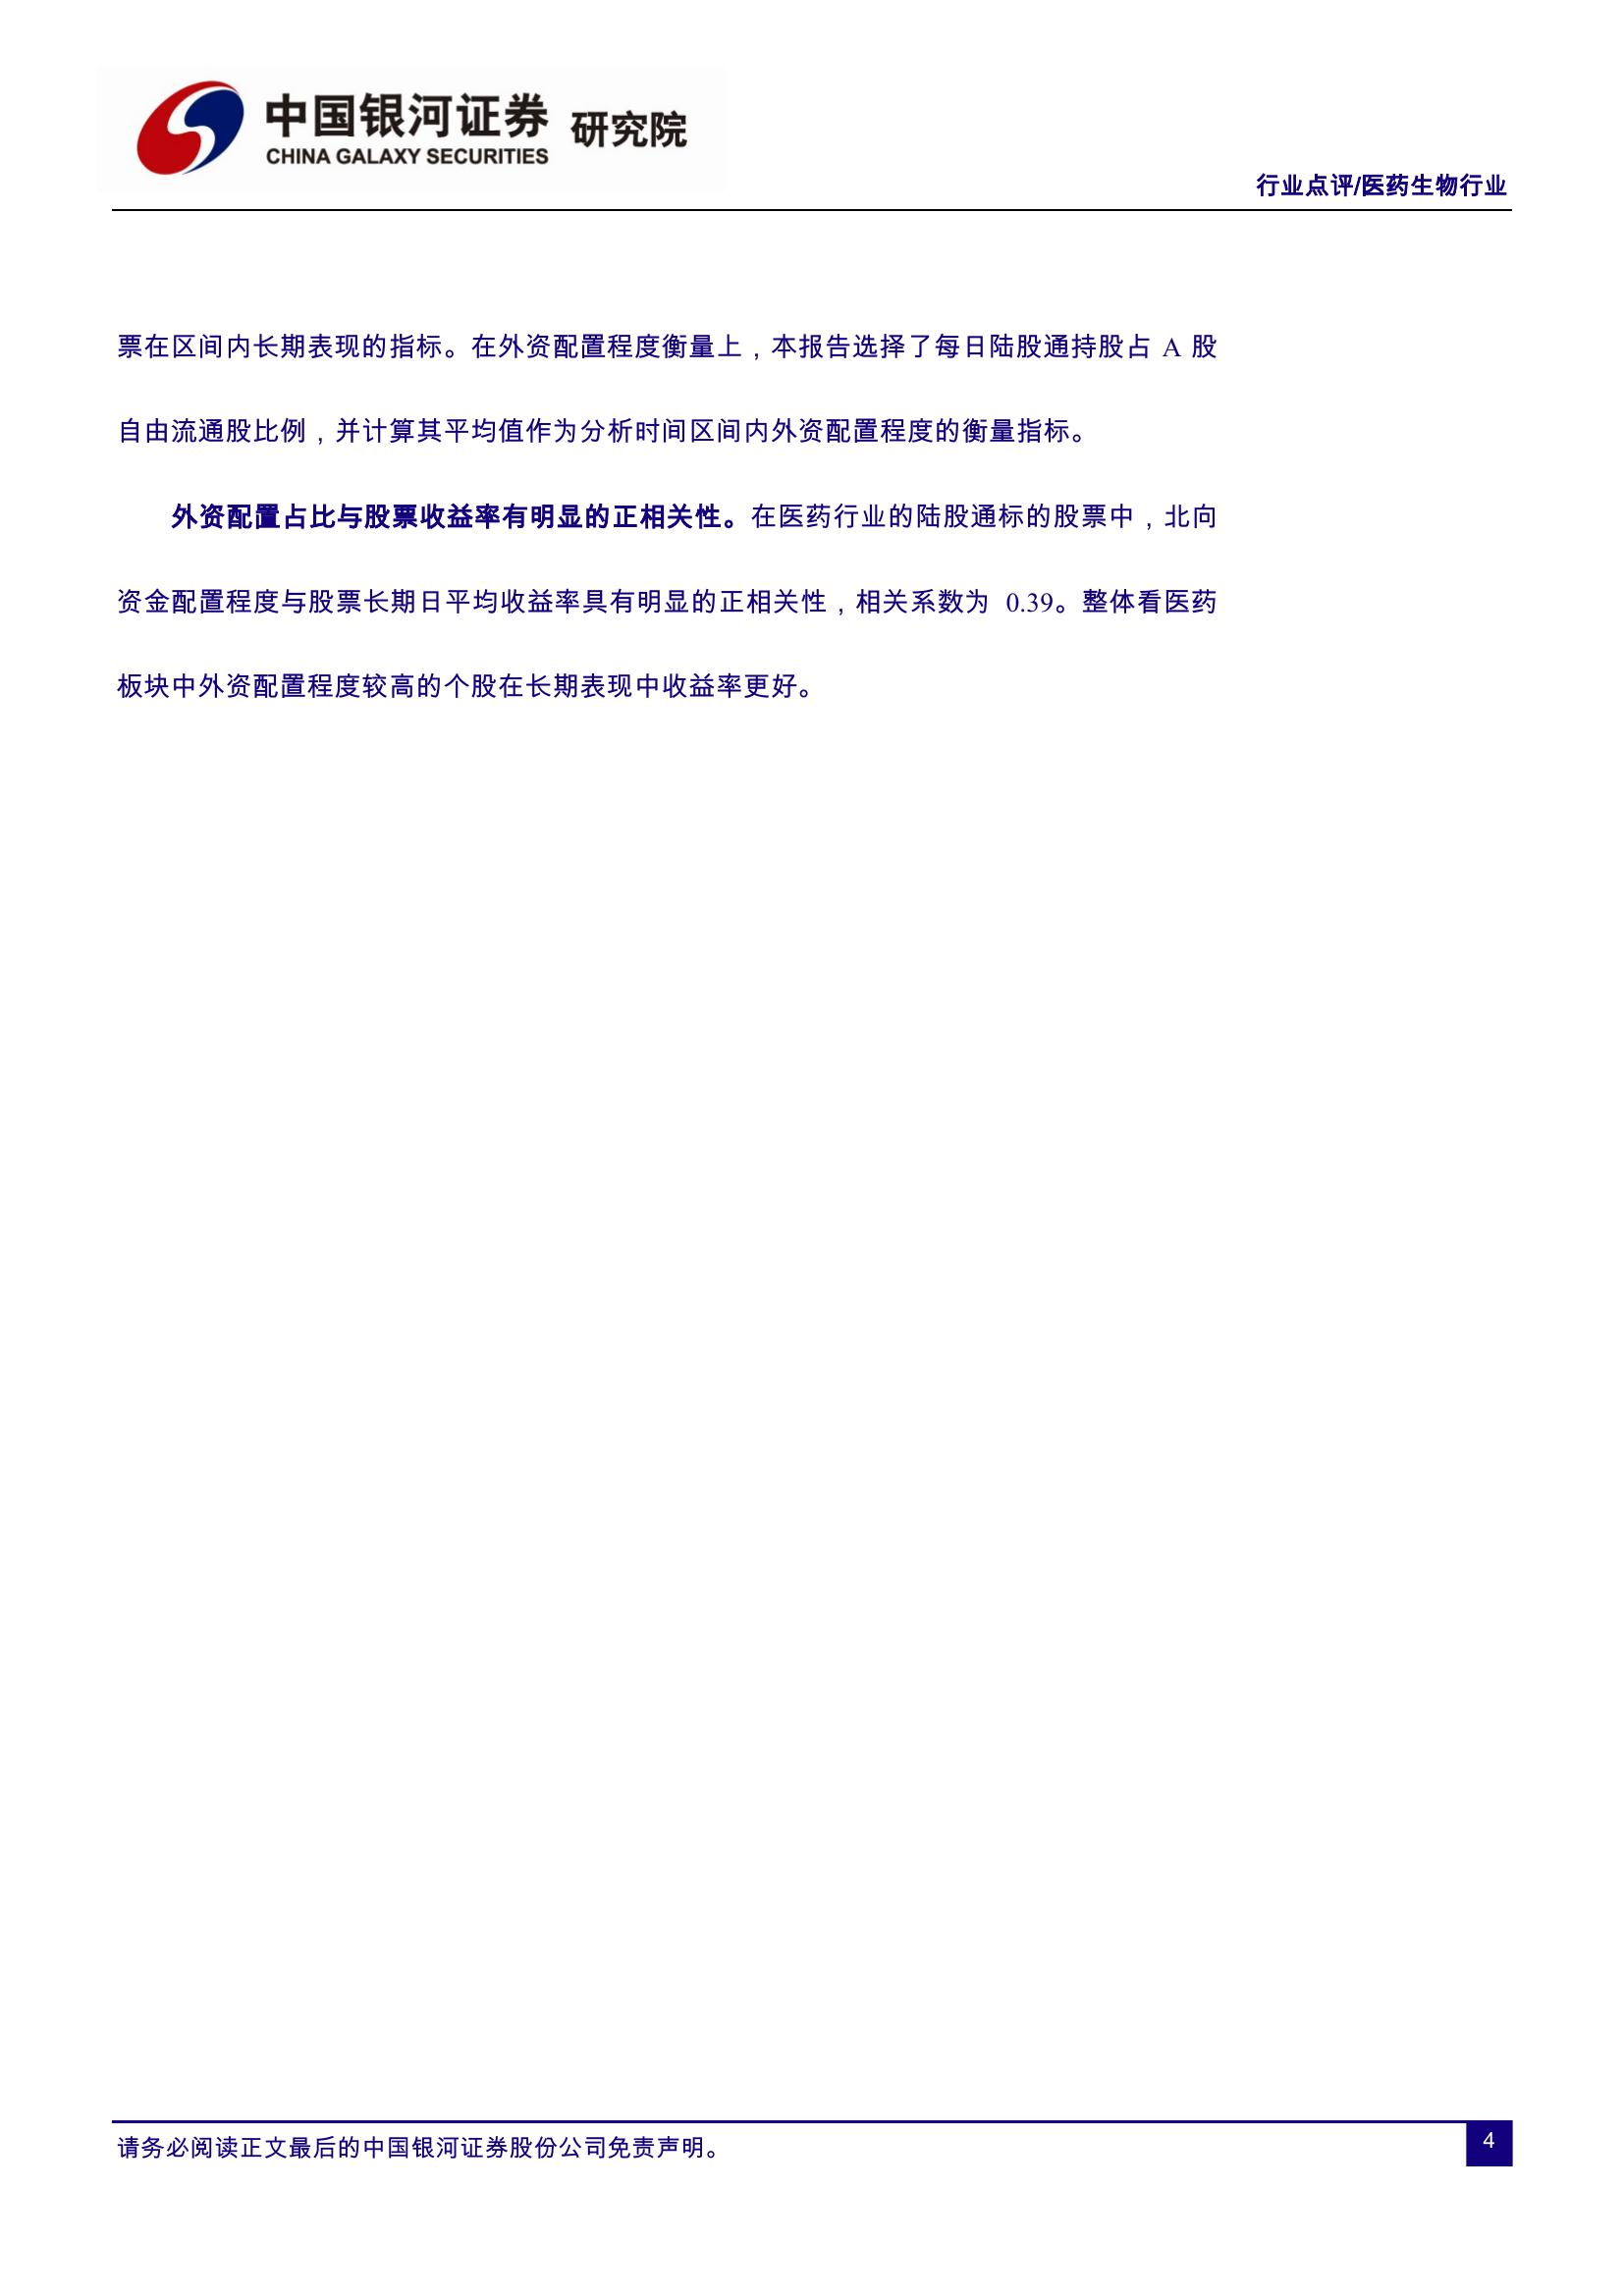 中国银河证券 研究院
CHINA GALAXY SECURITIES
行业点评/医药生物行业
票在区间内长期表现的指标。在外资配置程度衡量上，本报告选择了每日陆股通持股占 A 股
自由流通股比例，并计算其平均值作为分析时间区间内外资配置程度的衡量指标。
外资配置占比与股票收益率有明显的正相关性。在医药行业的陆股通标的股票中，北向
资金配置程度与股票长期日平均收益率具有明显的正相关性，相关系数为 0.39。整体看医药
板块中外资配置程度较高的个股在长期表现中收益率更好。
请务必阅读正文最后的中国银河证券股份公司免责声明。
4